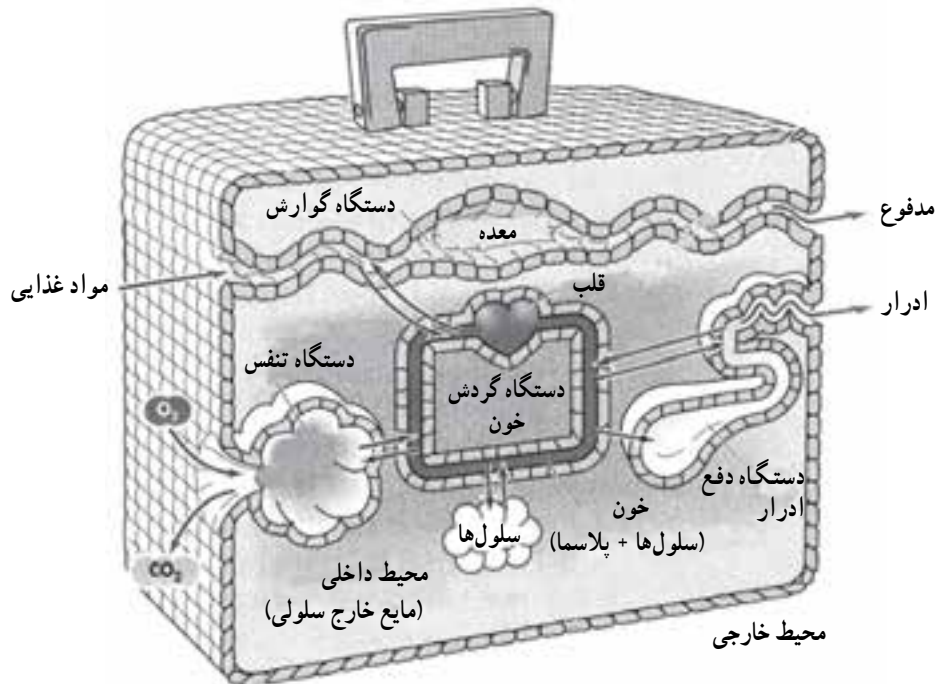 دستگاه گوارش
معده
مدفوع
مواد غذایی
قلب
ادرار
دستگاه تنفس
O2
دستگاه گردش
خون
CO2
سلول‌ها
خون
(سلول‌ها + پلاسما)
دستگاه دفع
ادرار
محیط داخلی
(مایع خارج سلولی)
محیط خارجی